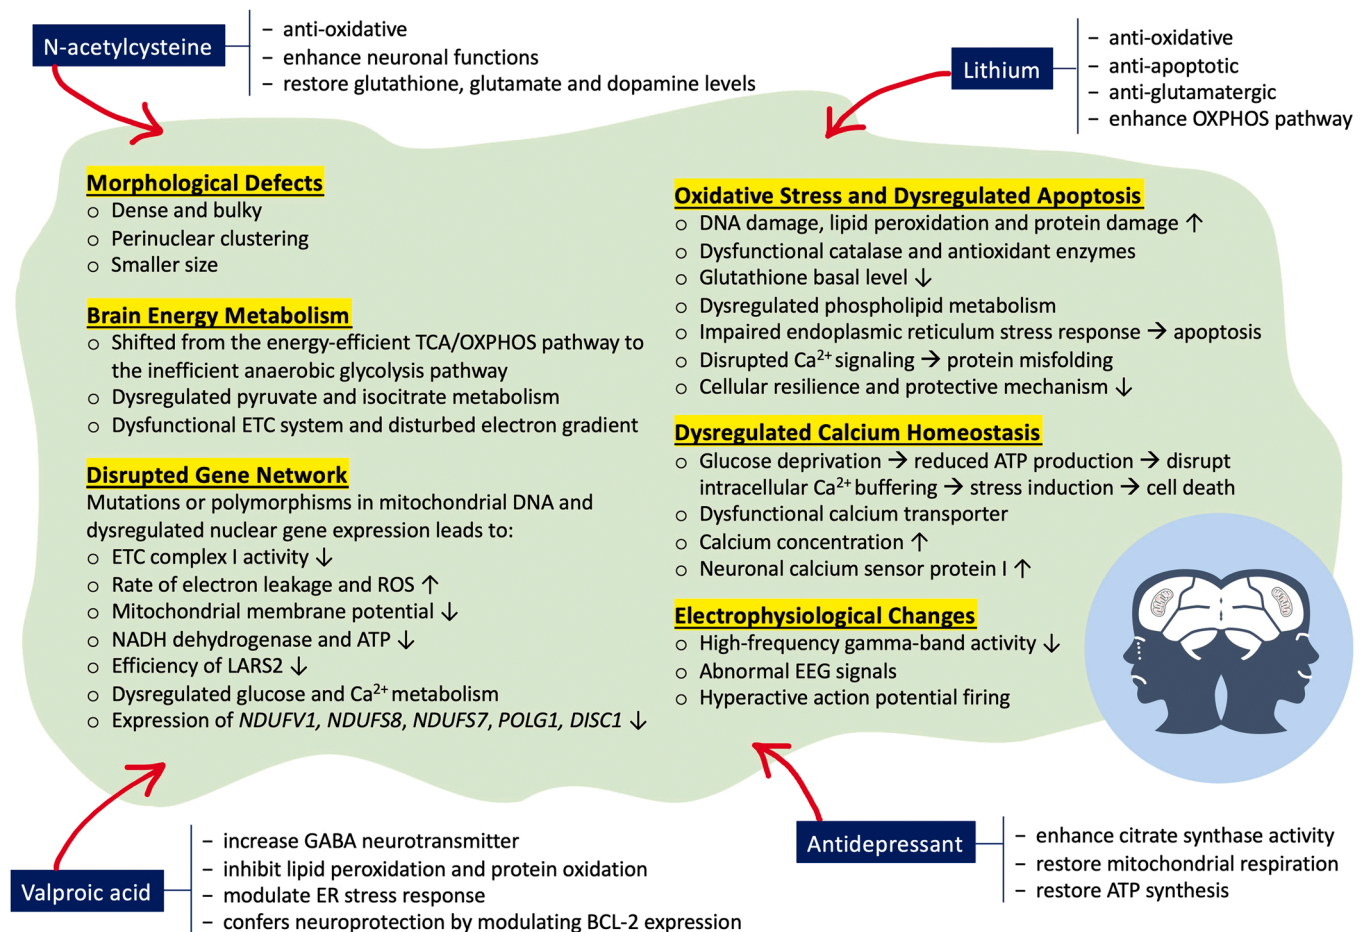 N-acetylcysteine
– anti-oxidative
– enhance neuronal functions
– restore glutathione, glutamate and dopamine levels
Lithium
– anti-oxidative
– anti-apoptotic
– anti-glutamatergic
– enhance OXPHOS pathway
Morphological Defects
○ Dense and bulky
○ Perinuclear clustering
○ Smaller size
Brain Energy Metabolism
○ Shifted from the energy-efficient TCA/OXPHOS pathway to
the inefficient anaerobic glycolysis pathway
○ Dysregulated pyruvate and isocitrate metabolism
○ Dysfunctional ETC system and disturbed electron gradient
Disrupted Gene Network
Mutations or polymorphisms in mitochondrial DNA and
dysregulated nuclear gene expression leads to:
○ ETC complex I activity ↓
○ Rate of electron leakage and ROS ↑
○ Mitochondrial membrane potential ↓
○ NADH dehydrogenase and ATP ↓
○ Efficiency of LARS2 ↓
○ Dysregulated glucose and Ca²⁺ metabolism
○ Expression of NDUFV1, NDUFS8, NDUFS7, POLG1, DISC1 ↓
Oxidative Stress and Dysregulated Apoptosis
○ DNA damage, lipid peroxidation and protein damage ↑
○ Dysfunctional catalase and antioxidant enzymes
○ Glutathione basal level ↓
○ Dysregulated phospholipid metabolism
○ Impaired endoplasmic reticulum stress response → apoptosis
○ Disrupted Ca²⁺ signaling → protein misfolding
○ Cellular resilience and protective mechanism ↓
Dysregulated Calcium Homeostasis
○ Glucose deprivation → reduced ATP production → disrupt
intracellular Ca²⁺ buffering → stress induction → cell death
○ Dysfunctional calcium transporter
○ Calcium concentration ↑
○ Neuronal calcium sensor protein I ↑
Electrophysiological Changes
○ High-frequency gamma-band activity ↓
○ Abnormal EEG signals
○ Hyperactive action potential firing
Valproic acid
– increase GABA neurotransmitter
– inhibit lipid peroxidation and protein oxidation
– modulate ER stress response
– confers neuroprotection by modulating BCL-2 expression
Antidepressant
– enhance citrate synthase activity
– restore mitochondrial respiration
– restore ATP synthesis